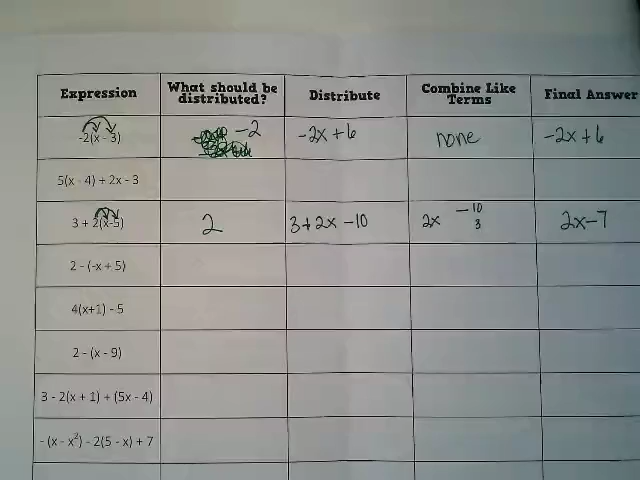 Expression What should be distributed? Distribute Combine Like Terms Final Answer
-2(x - 3) -2 -2x + 6 none -2x + 6
5(x - 4) + 2x - 3
3 + 2(x-5) 2 3+2x -10 2x -10 3 2x-7
2 - (-x + 5)
4(x+1) - 5
2 - (x - 9)
3 - 2(x + 1) + (5x - 4)
- (x - x²) - 2(5 - x) + 7